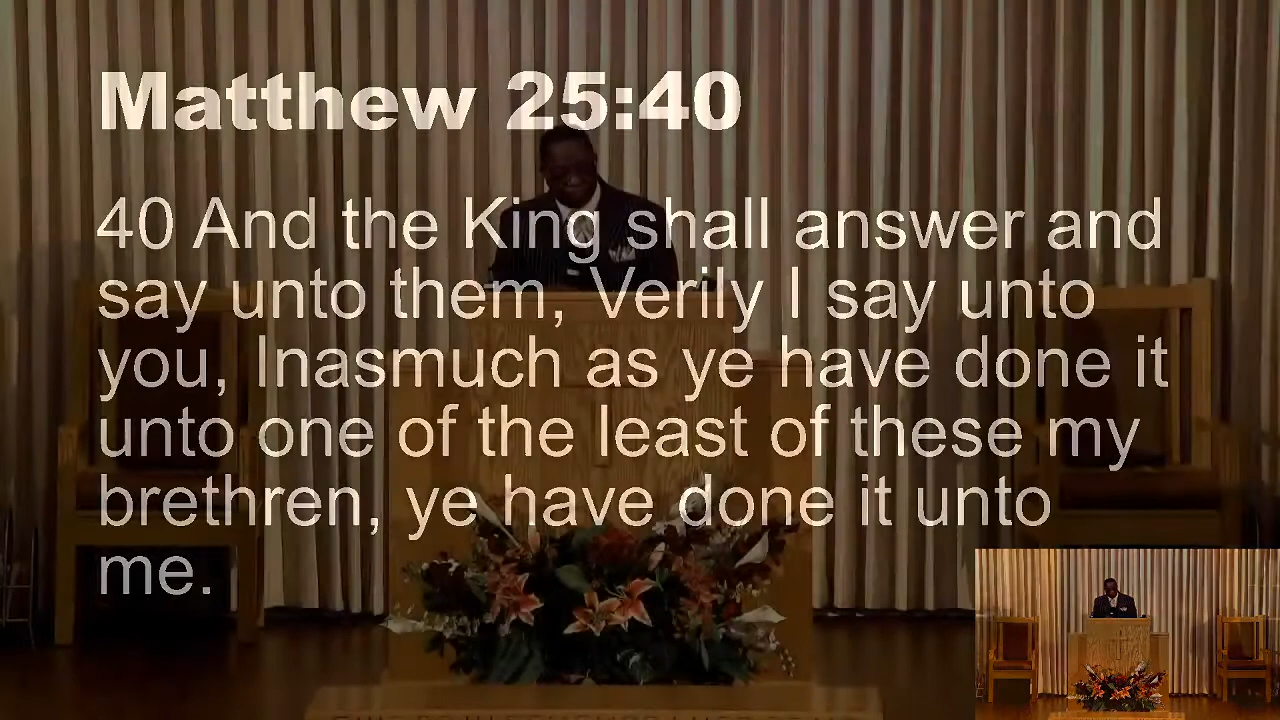 Matthew 25:40
40 And the King shall answer and
say unto them, Verily I say unto
you, Inasmuch as ye have done it
unto one of the least of these my
brethren, ye have done it unto
me.